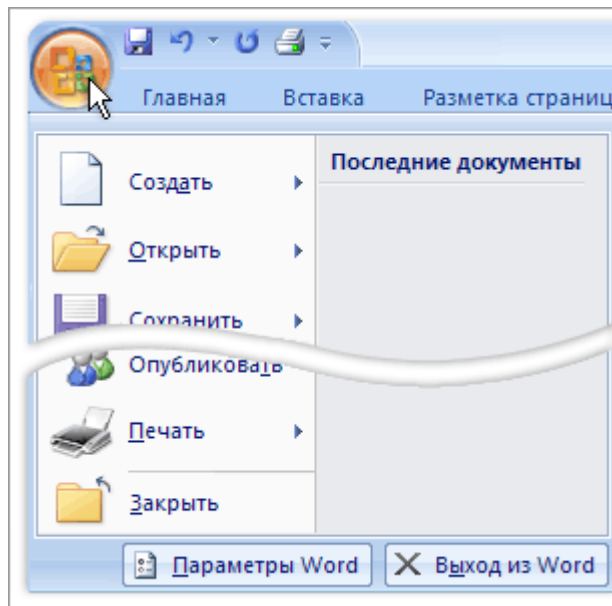 Главная Вставка Разметка страниц
Последние документы
Создать
Открыть
Сохранить
Опубликовать
Печать
Закрыть
Параметры Word Выход из Word